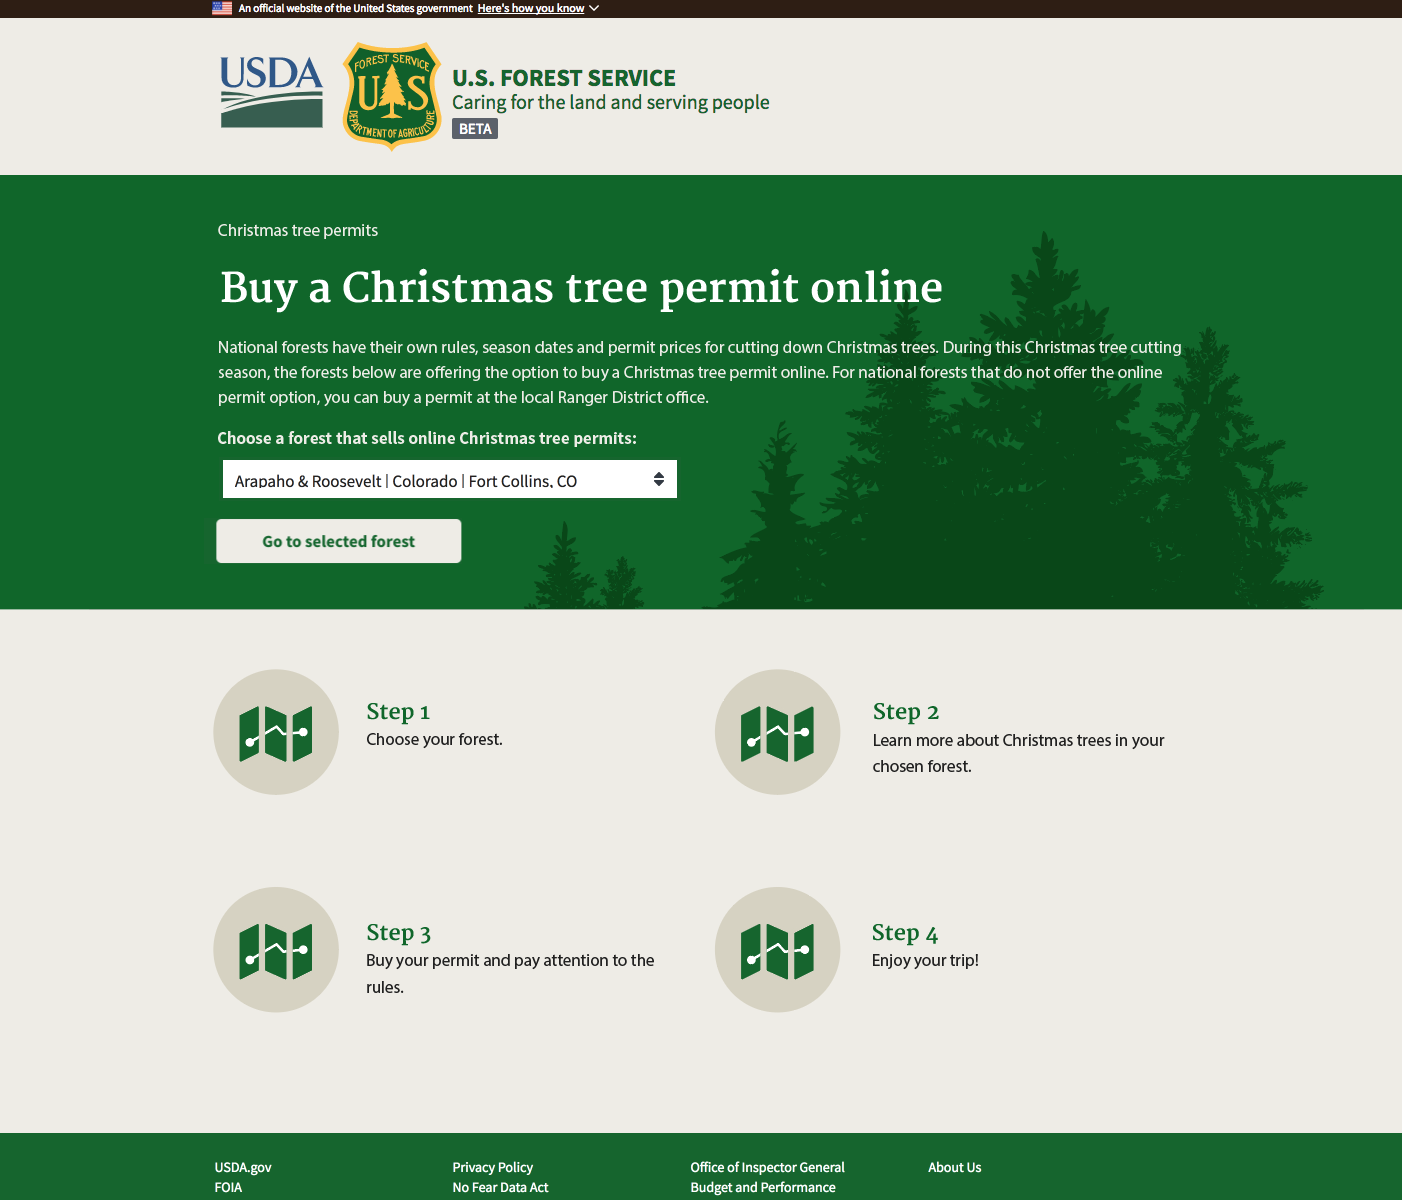 An official website of the United States government Here's how you know
USDA
FOREST SERVICE
U S
DEPARTMENT OF AGRICULTURE
U.S. FOREST SERVICE
Caring for the land and serving people
BETA
Christmas tree permits
Buy a Christmas tree permit online
National forests have their own rules, season dates and permit prices for cutting down Christmas trees. During this Christmas tree cutting
season, the forests below are offering the option to buy a Christmas tree permit online. For national forests that do not offer the online
permit option, you can buy a permit at the local Ranger District office.
Choose a forest that sells online Christmas tree permits:
Arapaho & Roosevelt | Colorado | Fort Collins, CO
Go to selected forest
Step 1
Choose your forest.
Step 2
Learn more about Christmas trees in your
chosen forest.
Step 3
Buy your permit and pay attention to the
rules.
Step 4
Enjoy your trip!
USDA.gov
FOIA
Privacy Policy
No Fear Data Act
Office of Inspector General
Budget and Performance
About Us